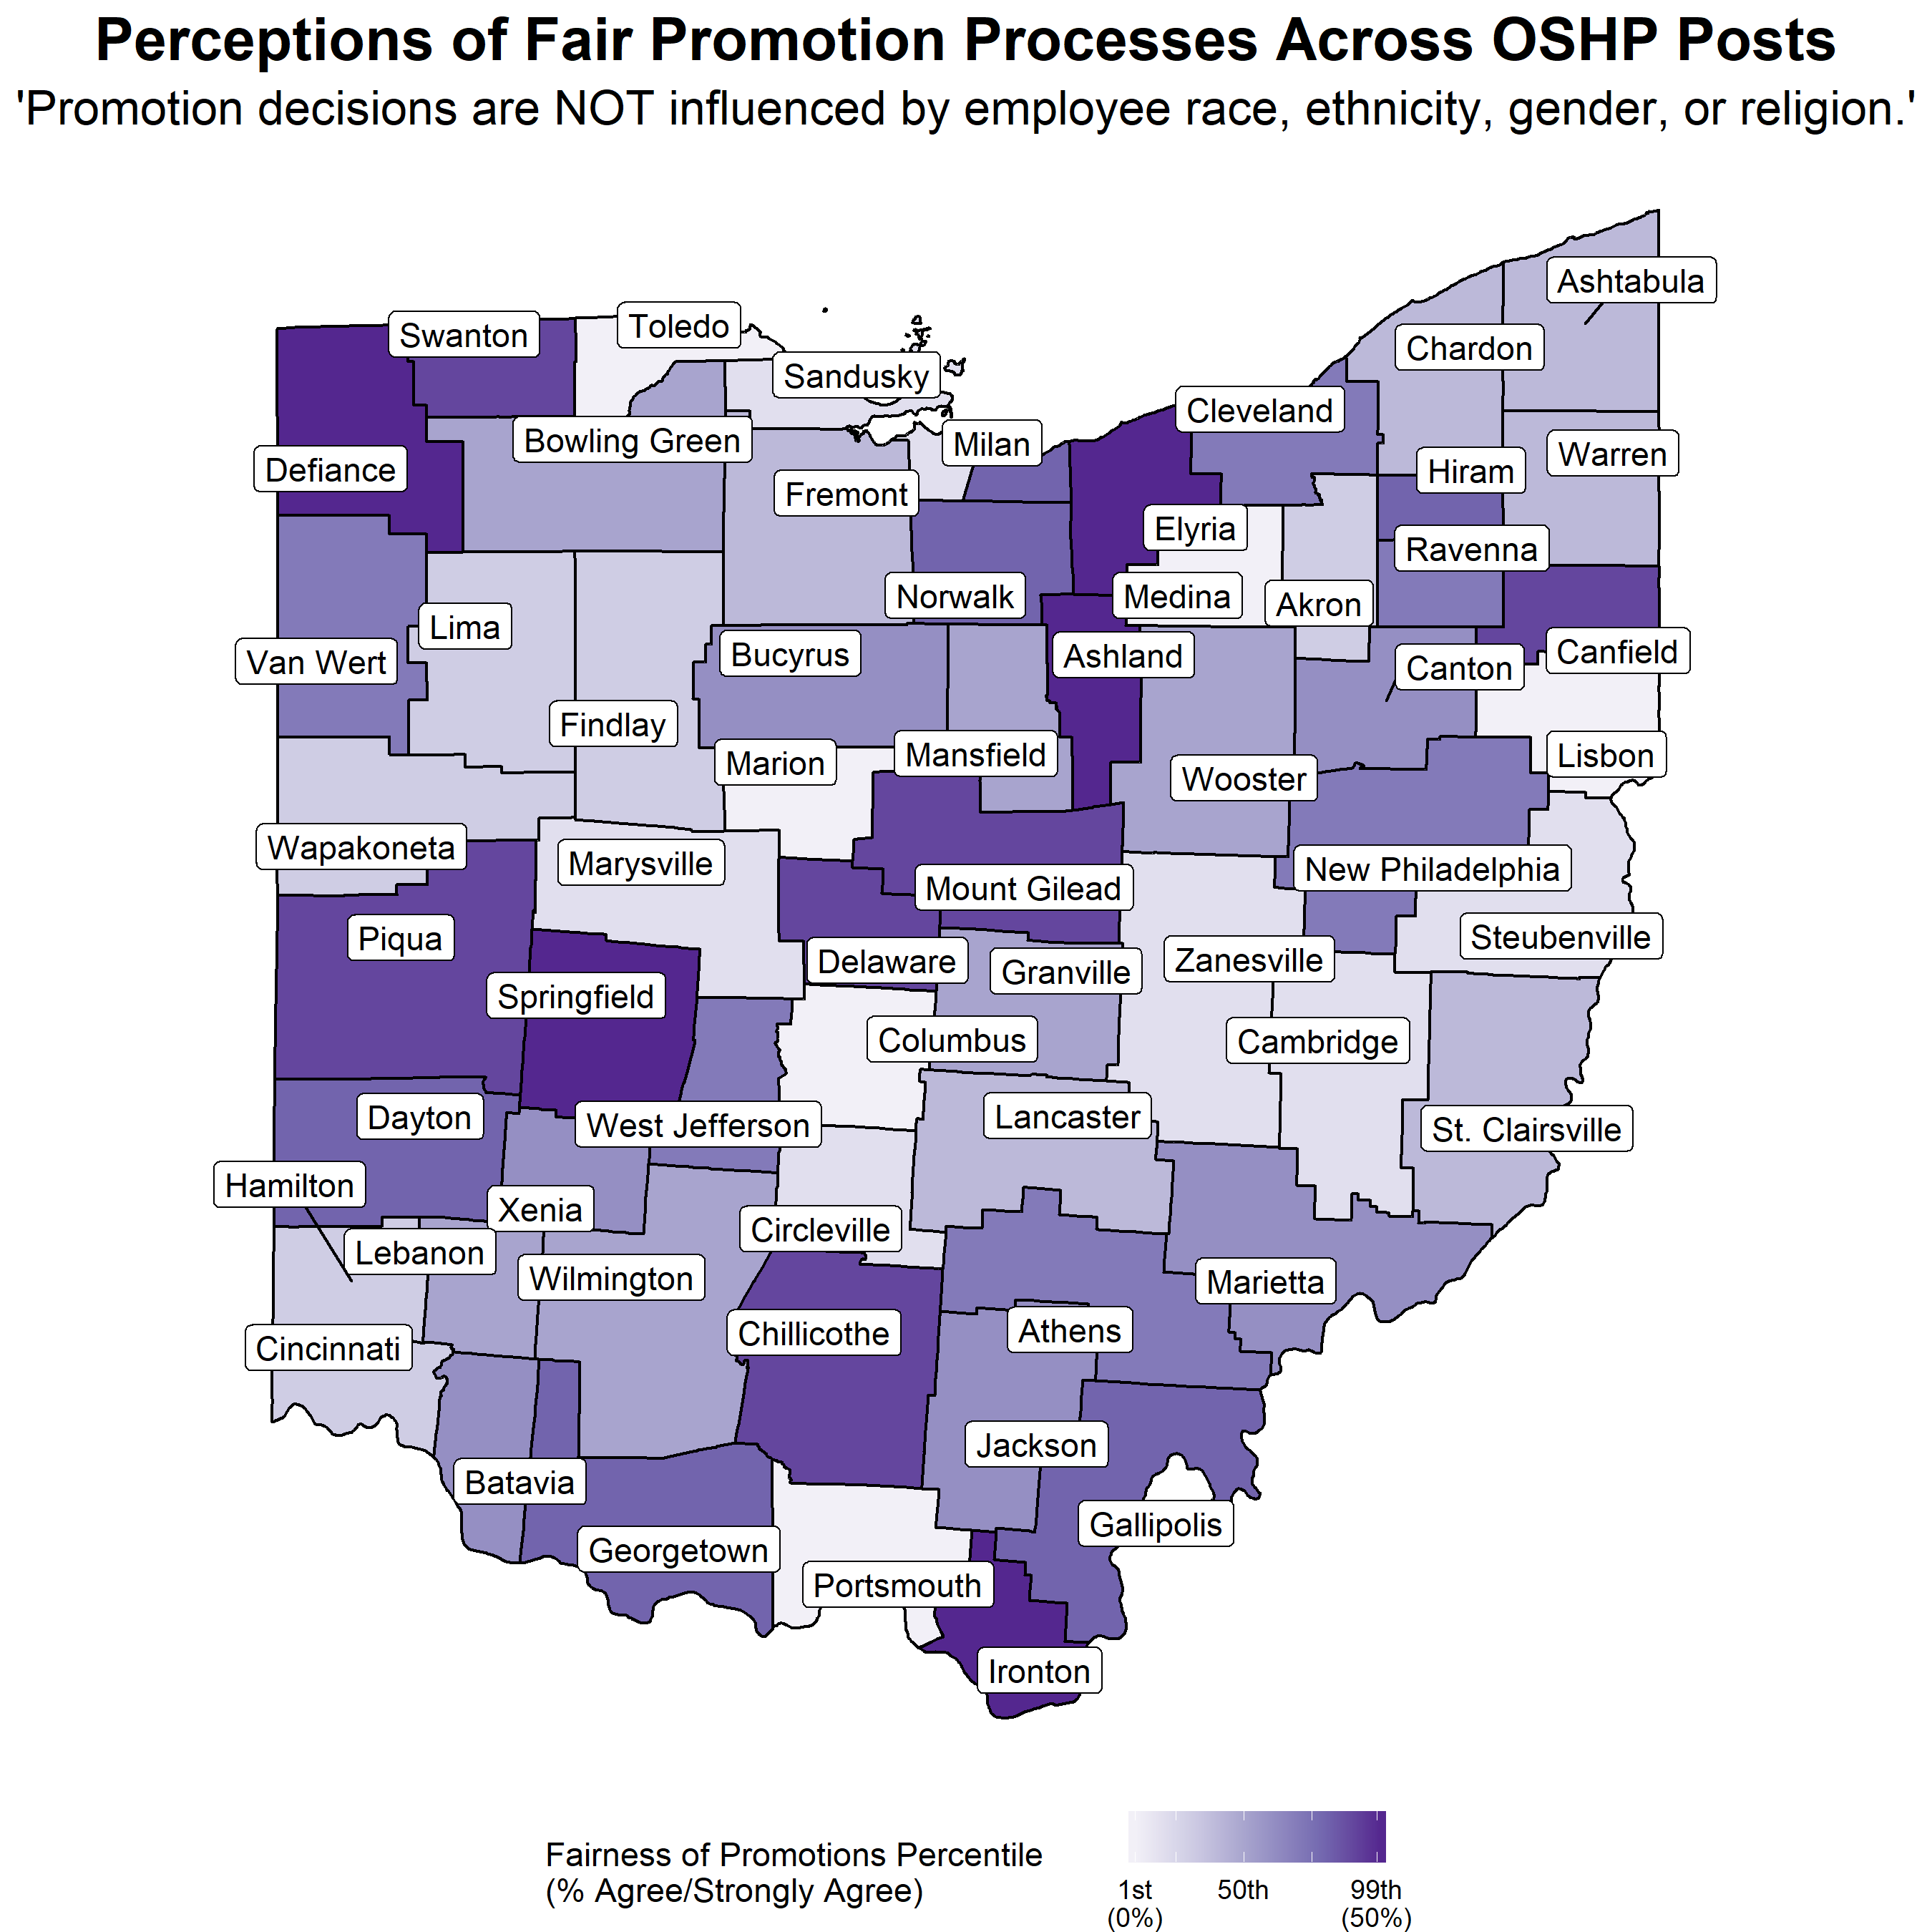 Perceptions of Fair Promotion Processes Across OSHP Posts
'Promotion decisions are NOT influenced by employee race, ethnicity, gender, or religion.'
Ashtabula
Swanton
Toledo
Chardon
Sandusky
Cleveland
Bowling Green
Milan
Warren
Defiance
Hiram
Fremont
Elyria
Ravenna
Norwalk
Medina
Akron
Lima
Van Wert
Bucyrus
Ashland
Canton
Canfield
Findlay
Marion
Mansfield
Wooster
Lisbon
Wapakoneta
Marysville
New Philadelphia
Mount Gilead
Piqua
Steubenville
Delaware
Granville
Zanesville
Springfield
Columbus
Cambridge
Dayton
West Jefferson
Lancaster
St. Clairsville
Hamilton
Xenia
Circleville
Lebanon
Wilmington
Marietta
Cincinnati
Chillicothe
Athens
Jackson
Batavia
Gallipolis
Georgetown
Portsmouth
Ironton
Fairness of Promotions Percentile
(% Agree/Strongly Agree)
1st 50th 99th
(0%) (50%)